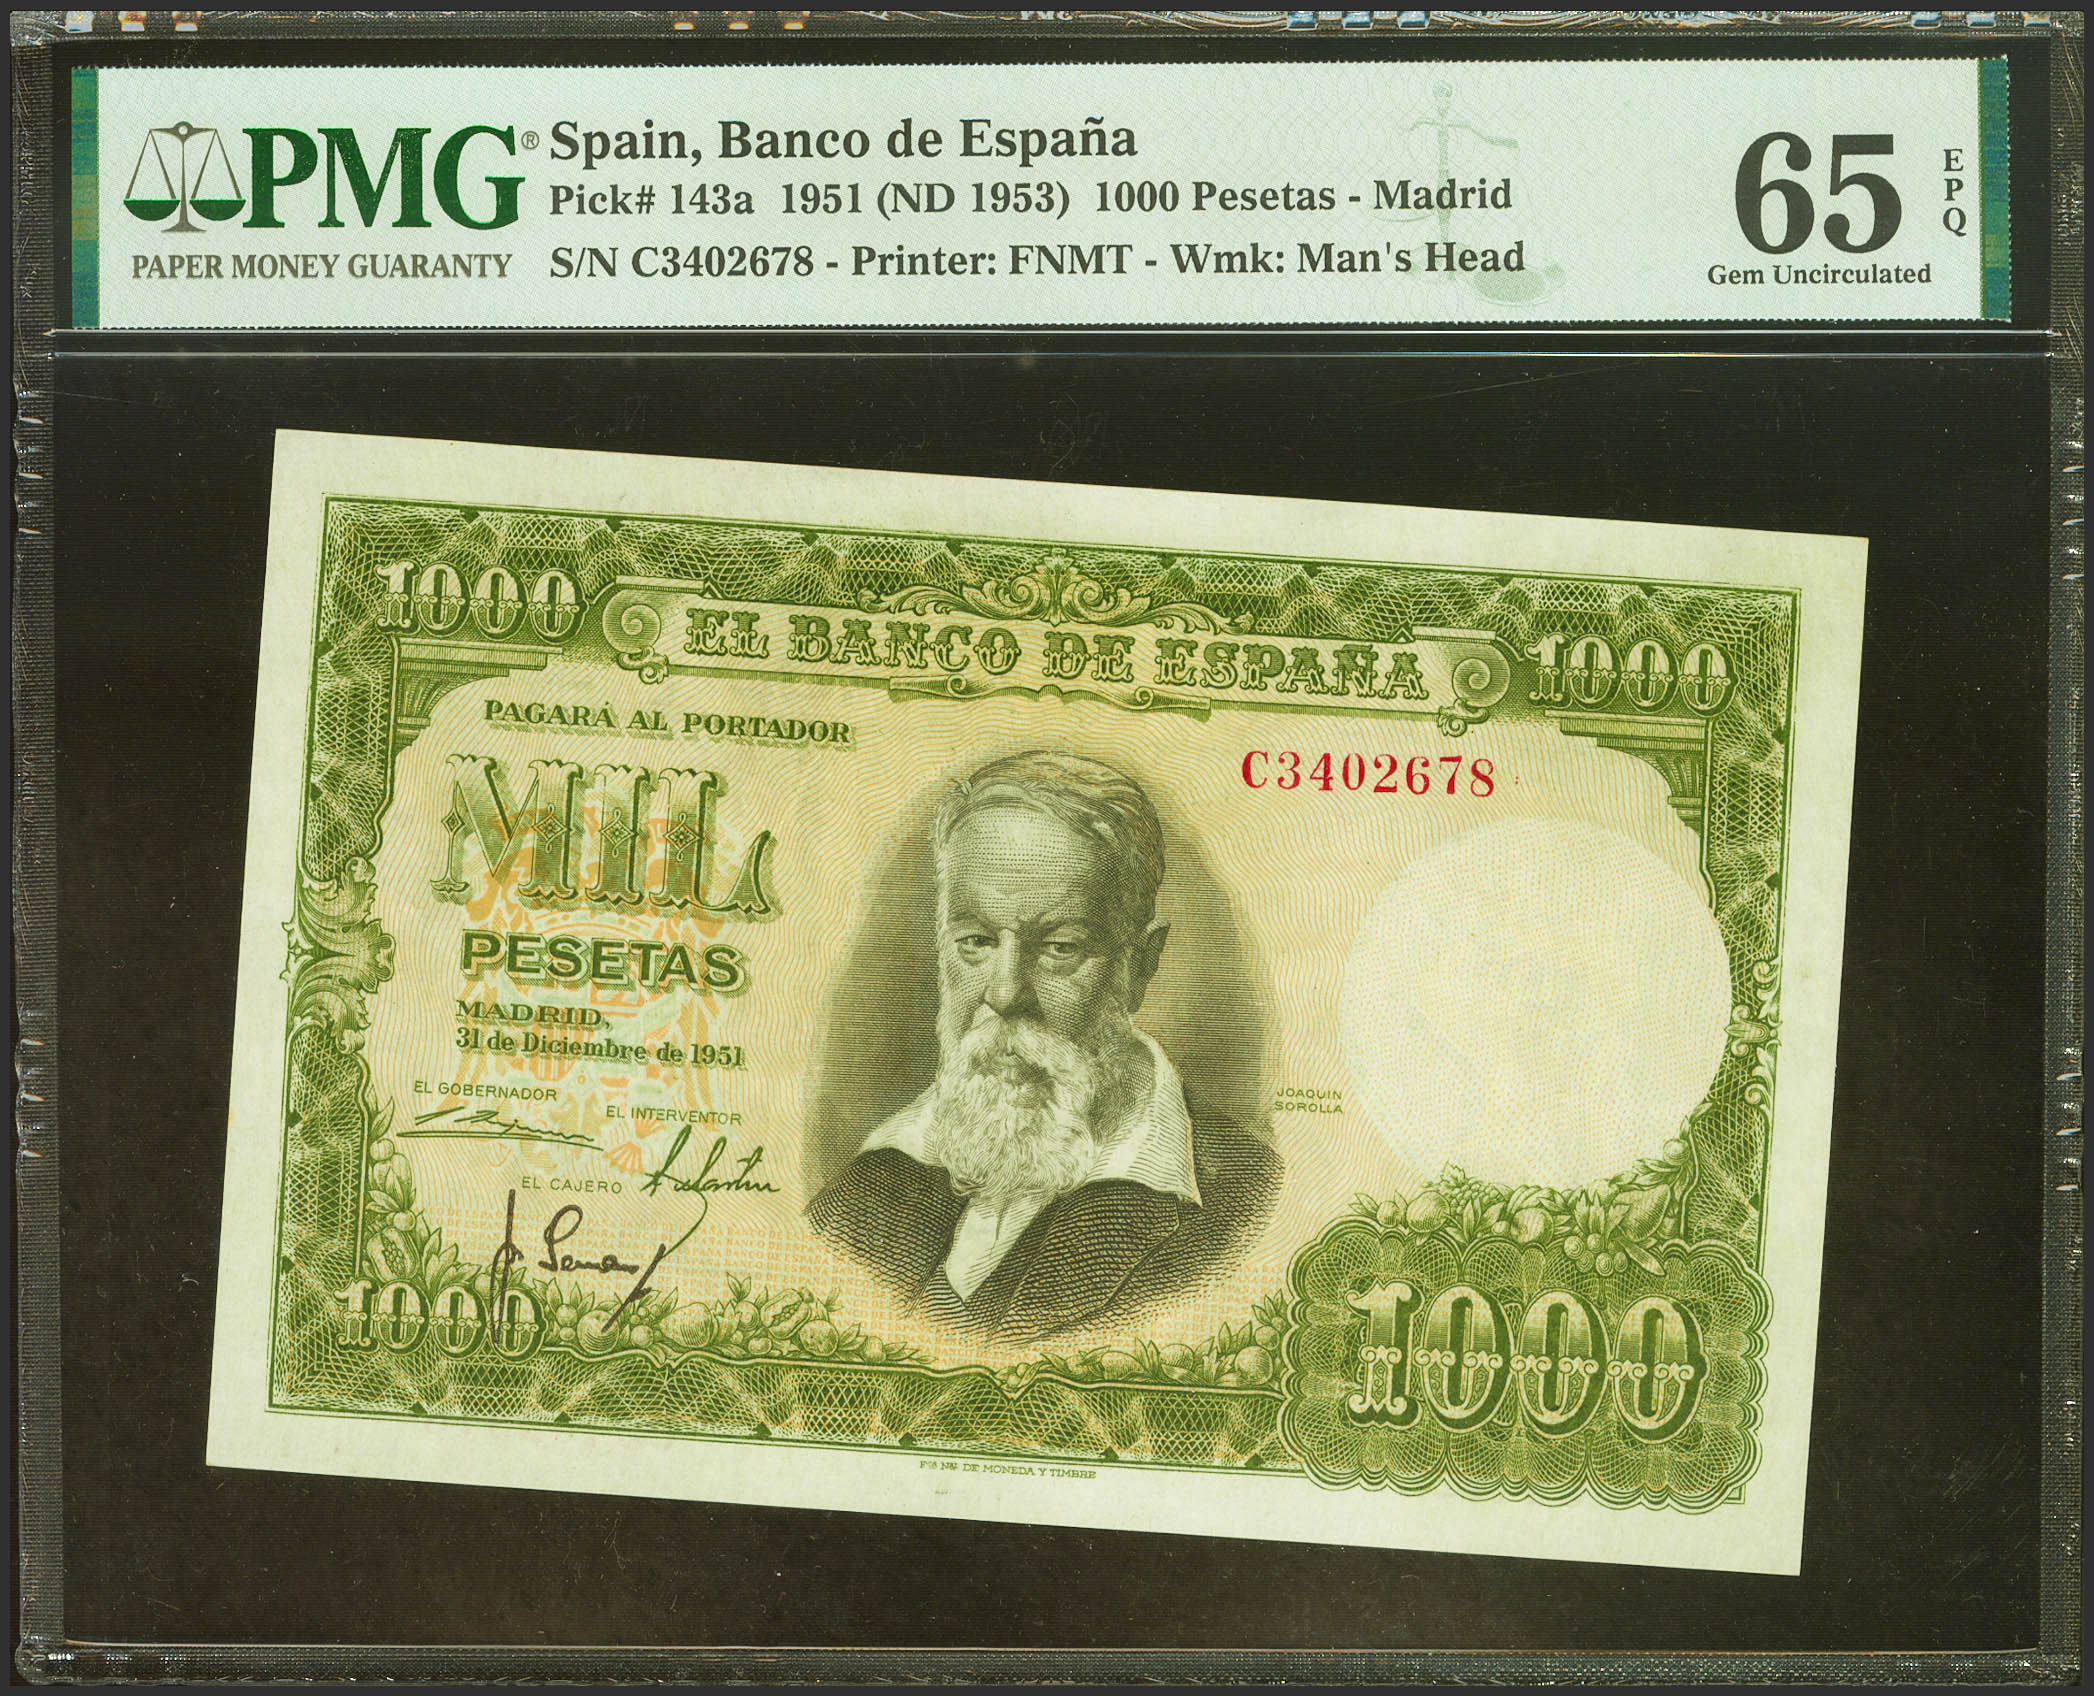 PMG®
PAPER MONEY GUARANTY
Spain, Banco de España
Pick# 143a 1951 (ND 1953) 1000 Pesetas - Madrid
S/N C3402678 - Printer: FNMT - Wmk: Man's Head
65
EPQ
Gem Uncirculated
1000
EL BANCO DE ESPAÑA
1000
PAGARÁ AL PORTADOR
C3402678
MIL
PESETAS
MADRID,
31 de Diciembre de 1951
EL GOBERNADOR
EL INTERVENTOR
EL CAJERO
JOAQUIN
SOROLLA
1000
1000
DE MONEDA Y TIMBRE